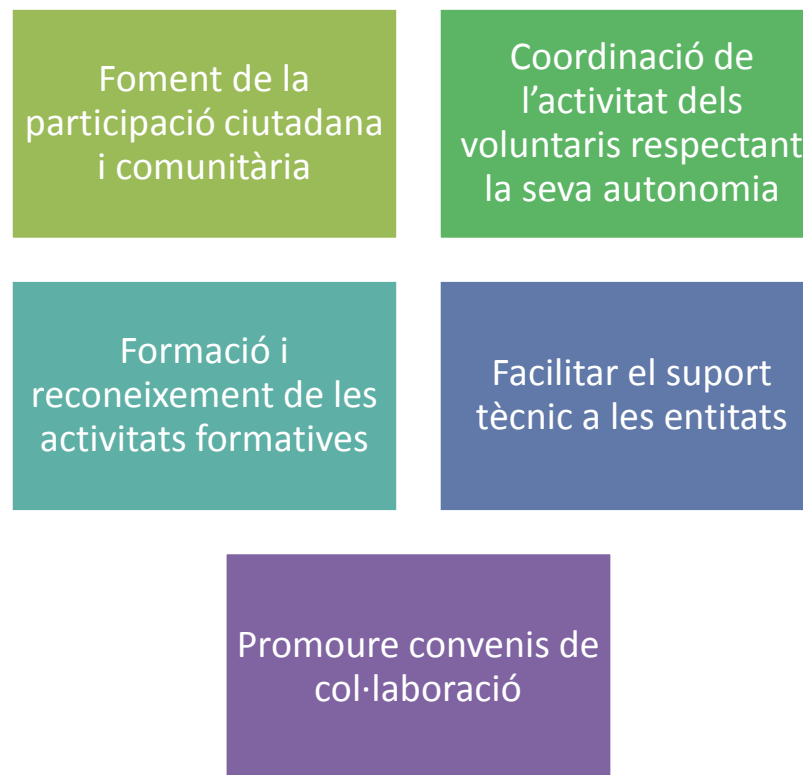 Foment de la
participació ciutadana
i comunitària
Coordinació de
l’activitat dels
voluntaris respectant
la seva autonomia
Formació i
reconeixement de les
activitats formatives
Facilitar el suport
tècnic a les entitats
Promoure convenis de
col·laboració